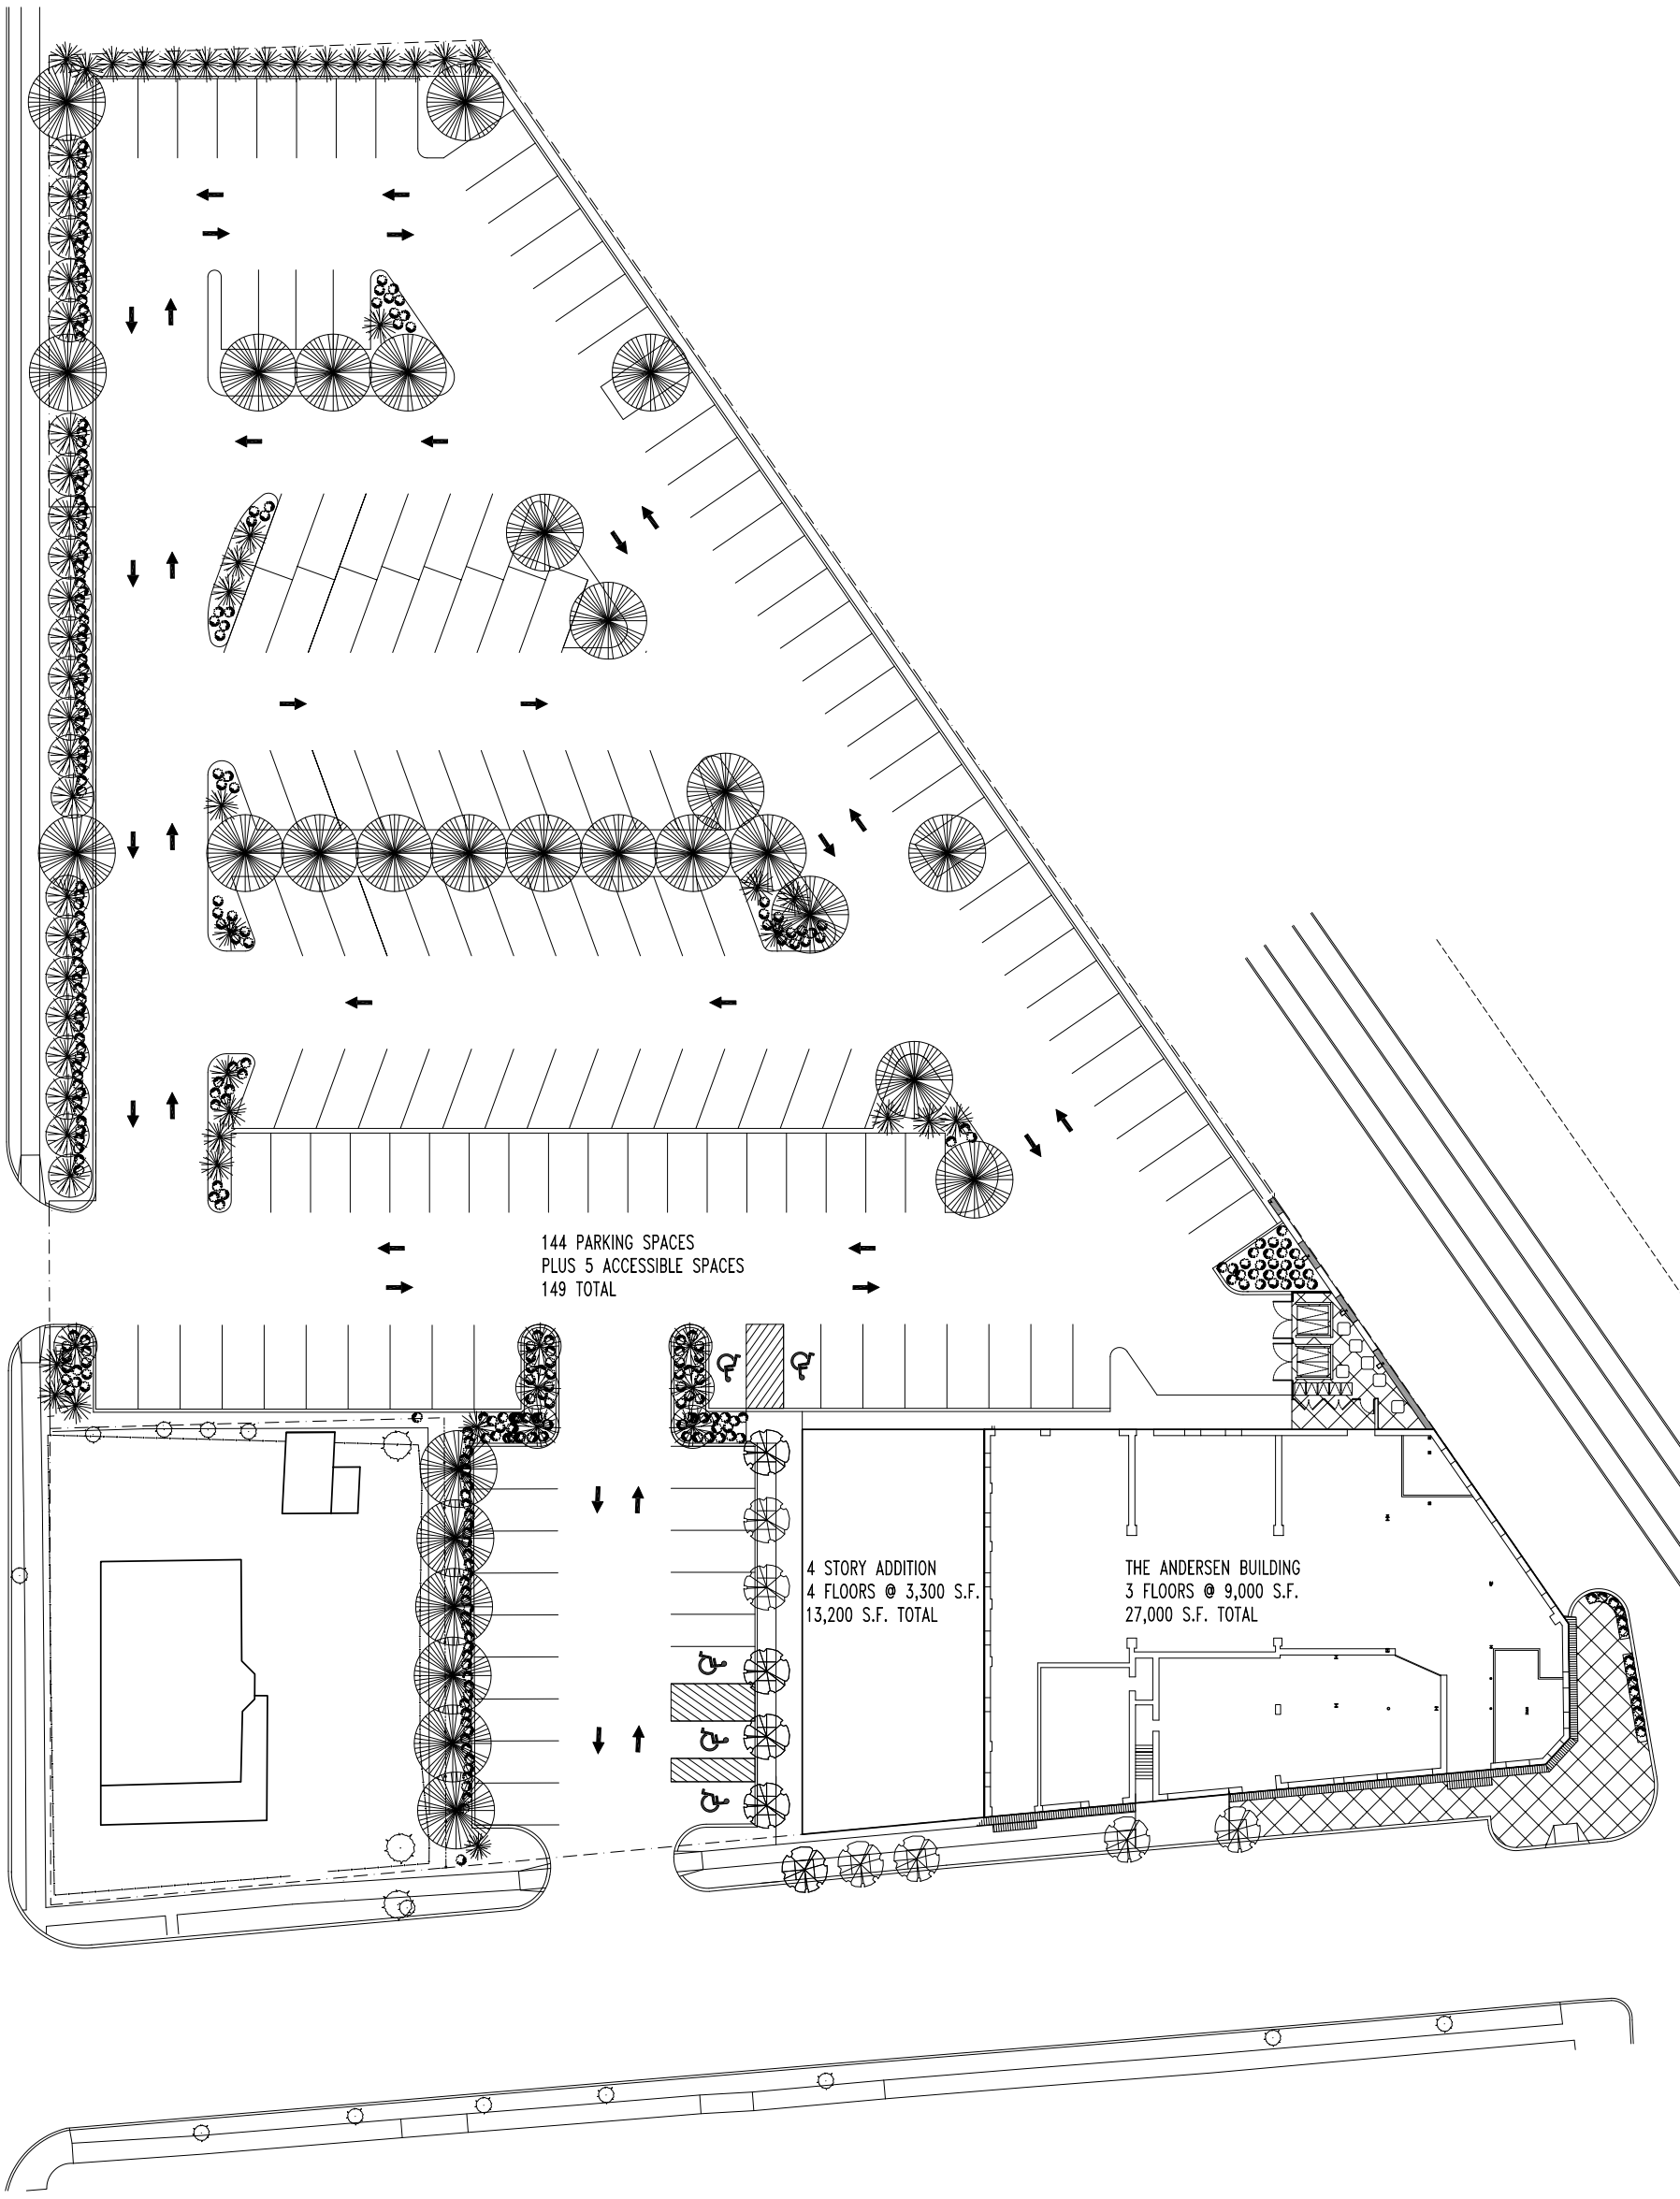 144 PARKING SPACES
PLUS 5 ACCESSIBLE SPACES
149 TOTAL
4 STORY ADDITION
4 FLOORS @ 3,300 S.F.
13,200 S.F. TOTAL
THE ANDERSEN BUILDING
3 FLOORS @ 9,000 S.F.
27,000 S.F. TOTAL